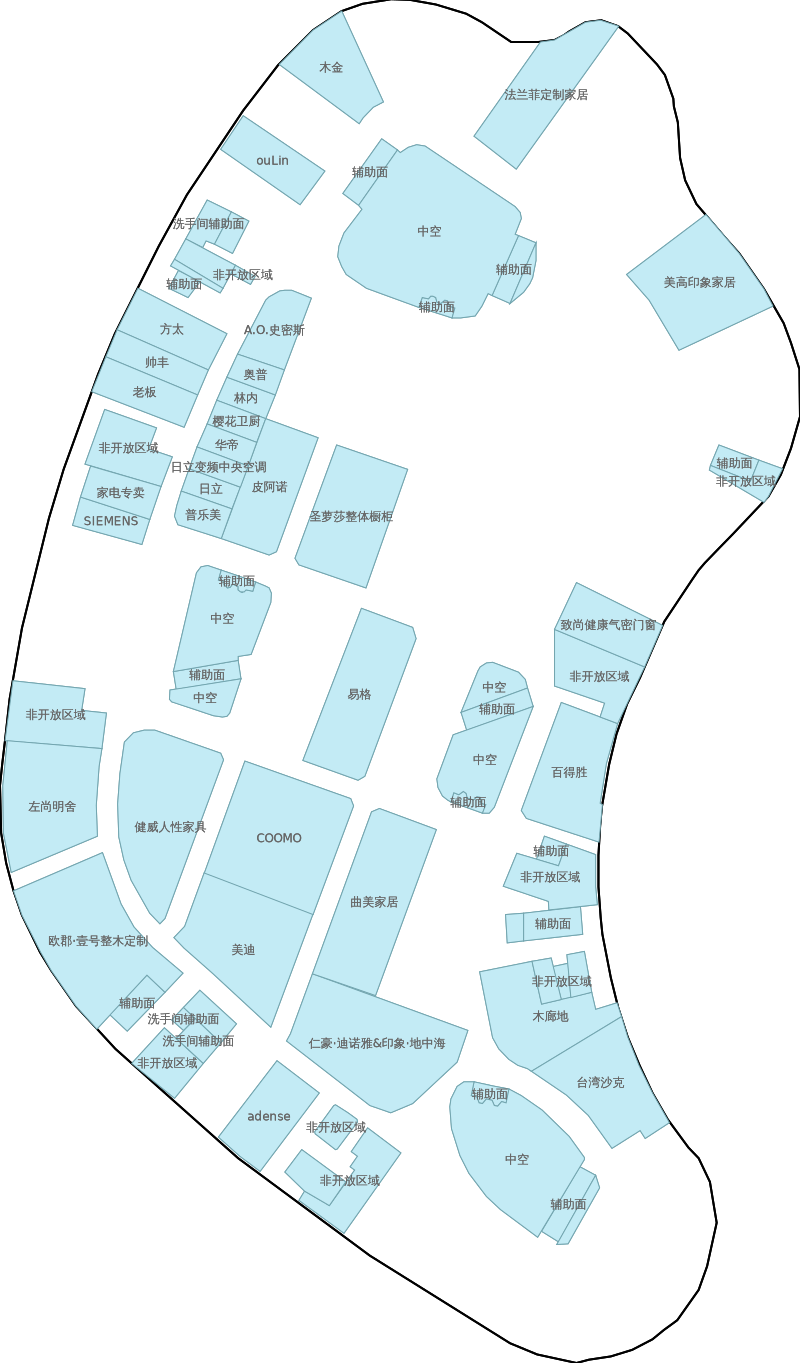 木金
法兰菲定制家居
ouLin
辅助面
洗手间辅助面
中空
辅助面
非开放区域
辅助面
美高印象家居
辅助面
方太
A.O.史密斯
帅丰
奥普
老板
林内
樱花卫厨
华帝
非开放区域
日立变频中央空调
辅助面
非开放区域
家电专卖
日立
皮阿诺
普乐美
SIEMENS
圣萝莎整体橱柜
辅助面
中空
致尚健康气密门窗
辅助面
非开放区域
中空
易格
中空
辅助面
非开放区域
中空
百得胜
左尚明舍
辅助面
健威人性家具
COOMO
辅助面
非开放区域
曲美家居
辅助面
欧郡·壹号整木定制
美迪
非开放区域
辅助面
洗手间辅助面
木廊地
洗手间辅助面
仁豪·迪诺雅&印象·地中海
非开放区域
台湾沙克
辅助面
adense
非开放区域
中空
非开放区域
辅助面